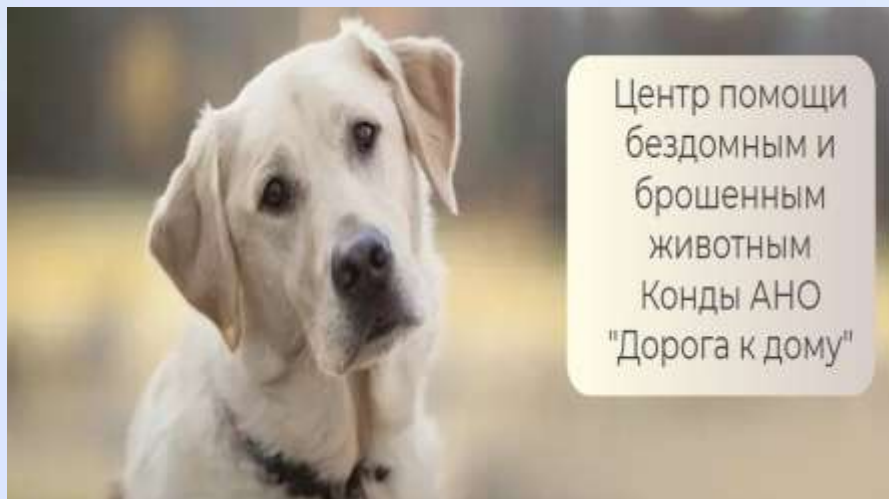 Центр помощи
бездомным и
брошенным
животным
Конды АНО
"Дорога к дому"